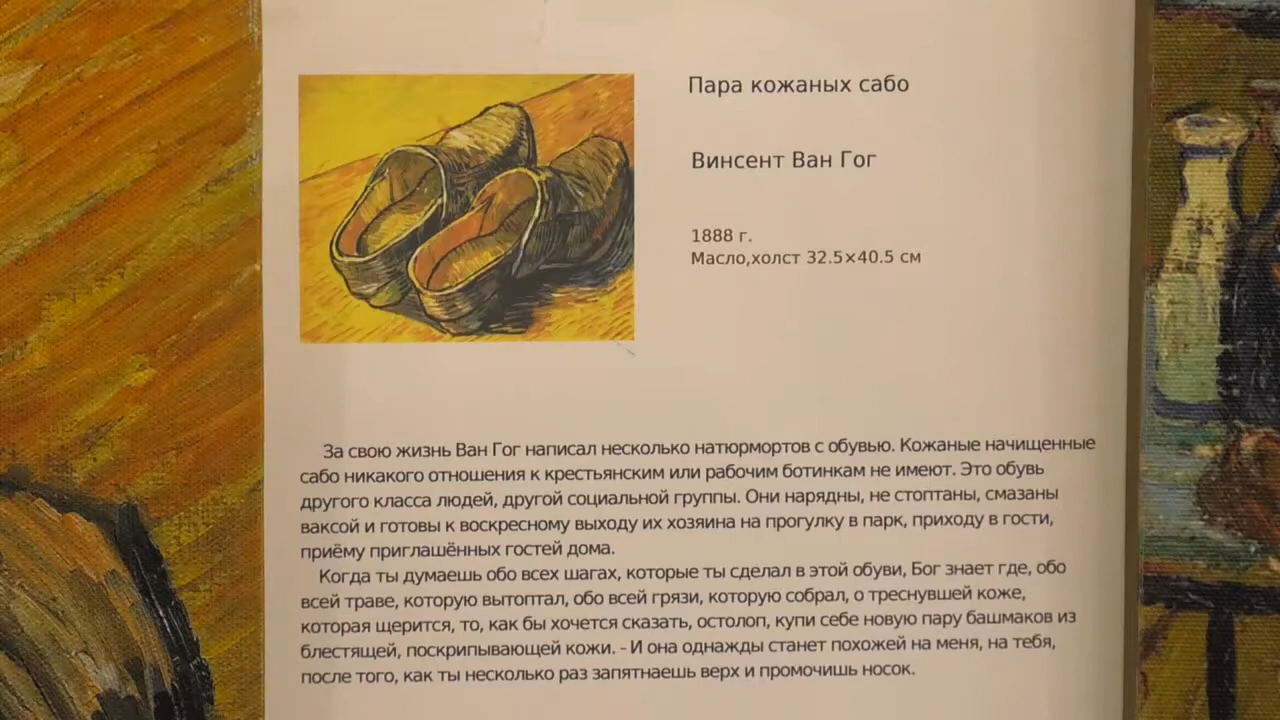 Пара кожаных сабо
Винсент Ван Гог
1888 г.
Масло,холст 32.5×40.5 см
За свою жизнь Ван Гог написал несколько натюрмортов с обувью. Кожаные начищенные
сабо никакого отношения к крестьянским или рабочим ботинкам не имеют. Это обувь
другого класса людей, другой социальной группы. Они нарядны, не стоптаны, смазаны
ваксой и готовы к воскресному выходу их хозяина на прогулку в парк, приходу в гости,
приёму приглашённых гостей дома.
Когда ты думаешь обо всех шагах, которые ты сделал в этой обуви, Бог знает где, обо
всей траве, которую вытоптал, обо всей грязи, которую собрал, о треснувшей коже,
которая щерится, то, как бы хочется сказать, остолоп, купи себе новую пару башмаков из
блестящей, поскрипывающей кожи. - И она однажды станет похожей на меня, на тебя,
после того, как ты несколько раз запятнаешь верх и промочишь носок.